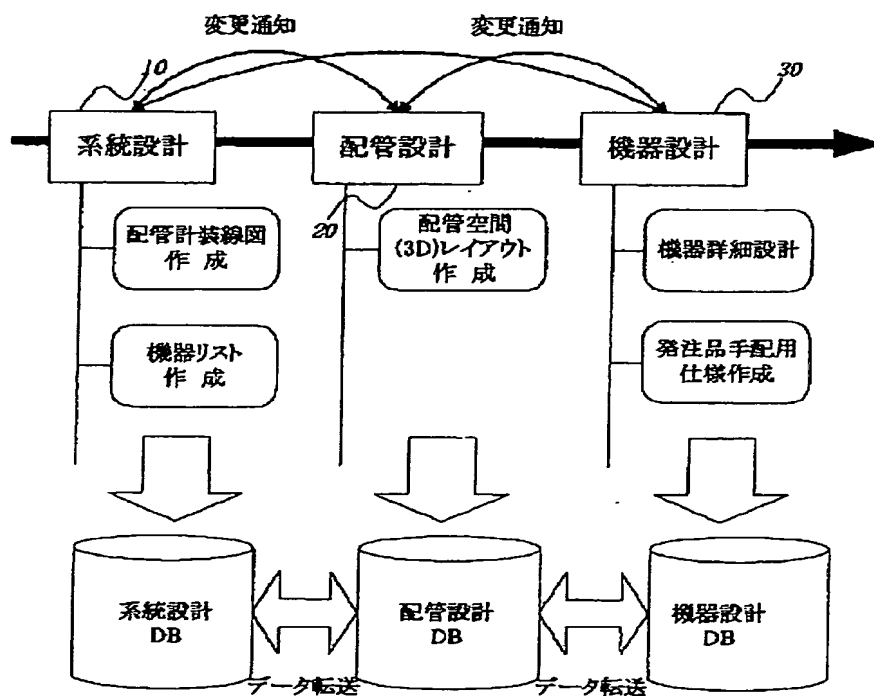 変更通知
変更通知
10
30
系統設計
配管設計
機器設計
20
配管計装線図
作 成
配管空間
(3D)レイアウト
作 成
機器詳細設計
機器リスト
作 成
発注品手配用
仕様作成
系統設計
DB
配管設計
DB
機器設計
DB
データ転送
データ転送